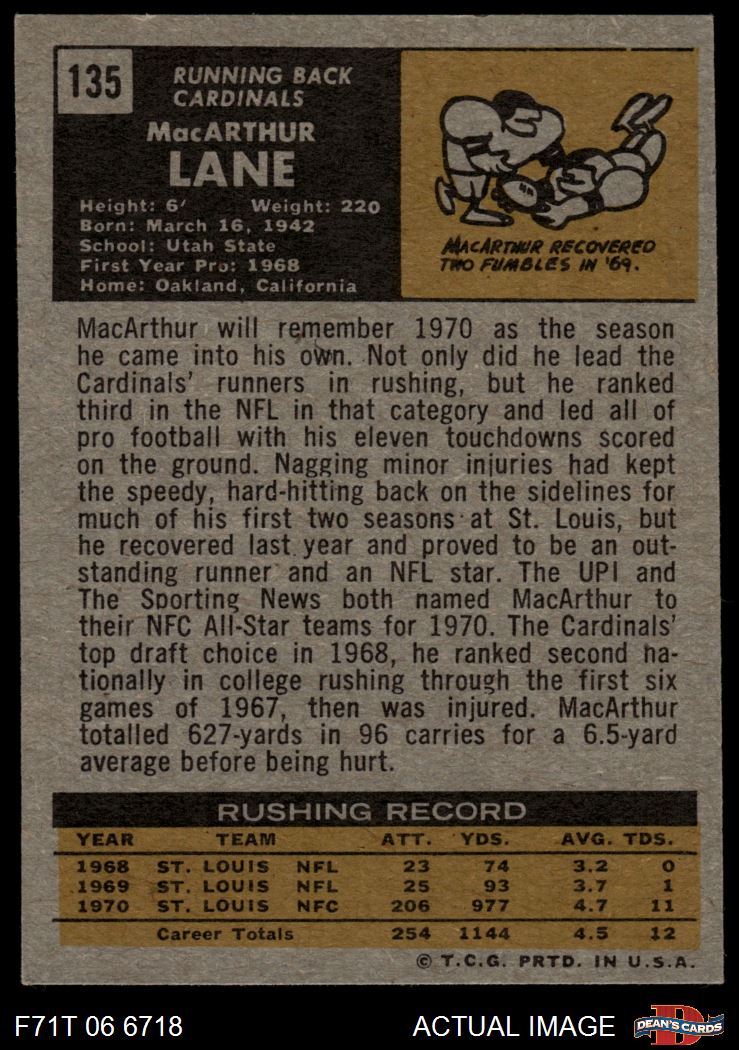 135
RUNNING BACK
CARDINALS
MacARTHUR
LANE
Height: 6' Weight: 220
Born: March 16, 1942
School: Utah State
First Year Pro: 1968
Home: Oakland, California
MACARTHUR RECOVERED
TWO FUMBLES IN '69.
MacArthur will remember 1970 as the season
he came into his own. Not only did he lead the
Cardinals' runners in rushing, but he ranked
third in the NFL in that category and led all of
pro football with his eleven touchdowns scored
on the ground. Nagging minor injuries had kept
the speedy, hard-hitting back on the sidelines for
much of his first two seasons at St. Louis, but
he recovered last year and proved to be an out-
standing runner and an NFL star. The UPI and
The Sporting News both named MacArthur to
their NFC All-Star teams for 1970. The Cardinals'
top draft choice in 1968, he ranked second na-
tionally in college rushing through the first six
games of 1967, then was injured. MacArthur
totalled 627-yards in 96 carries for a 6.5-yard
average before being hurt.
RUSHING RECORD
YEAR TEAM ATT. YDS. AVG. TDS.
1968 ST. LOUIS NFL 23 74 3.2 0
1969 ST. LOUIS NFL 25 93 3.7 1
1970 ST. LOUIS NFC 206 977 4.7 11
Career Totals 254 1144 4.5 12
© T.C.G. PRTD. IN U.S.A.
F71T 06 6718 ACTUAL IMAGE D DEAN'S CARDS